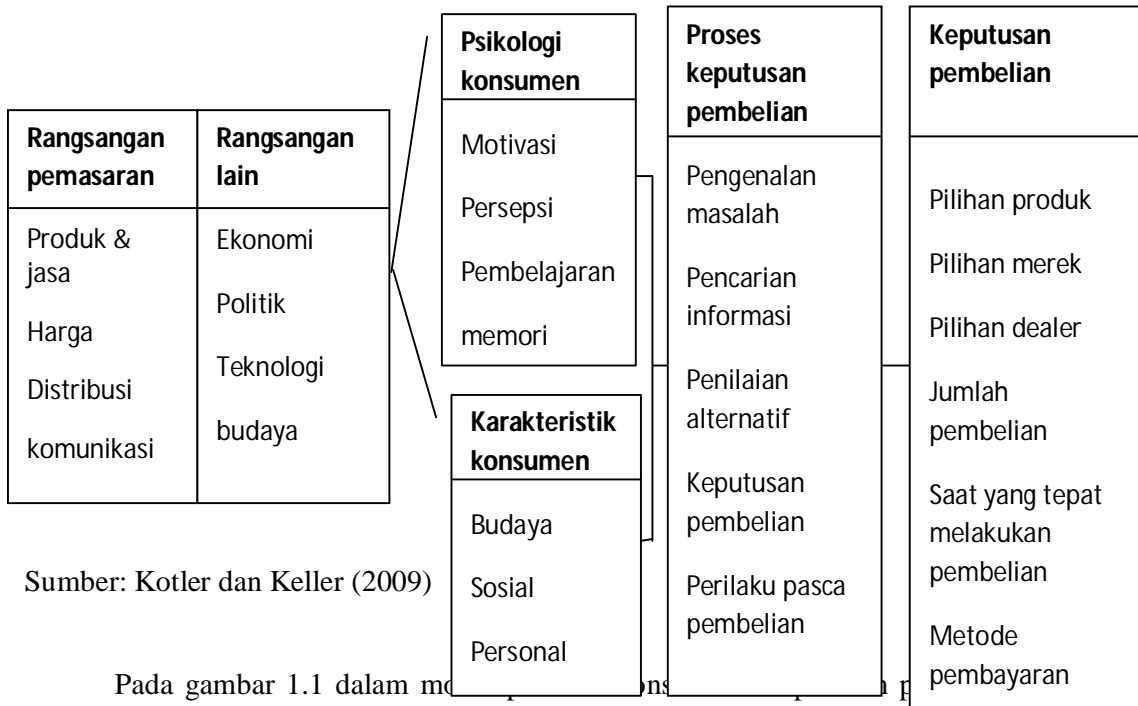 Rangsangan
pemasaran
Produk &
jasa
Harga
Distribusi
komunikasi
Rangsangan
lain
Ekonomi
Politik
Teknologi
budaya
Psikologi
konsumen
Motivasi
Persepsi
Pembelajaran
memori
Karakteristik
konsumen
Budaya
Sosial
Personal
Proses
keputusan
pembelian
Pengenalan
masalah
Pencarian
informasi
Penilaian
alternatif
Keputusan
pembelian
Perilaku pasca
pembelian
Keputusan
pembelian
Pilihan produk
Pilihan merek
Pilihan dealer
Jumlah
pembelian
Saat yang tepat
melakukan
pembelian
Metode
pembayaran
Sumber: Kotler dan Keller (2009)
Pada gambar 1.1 dalam